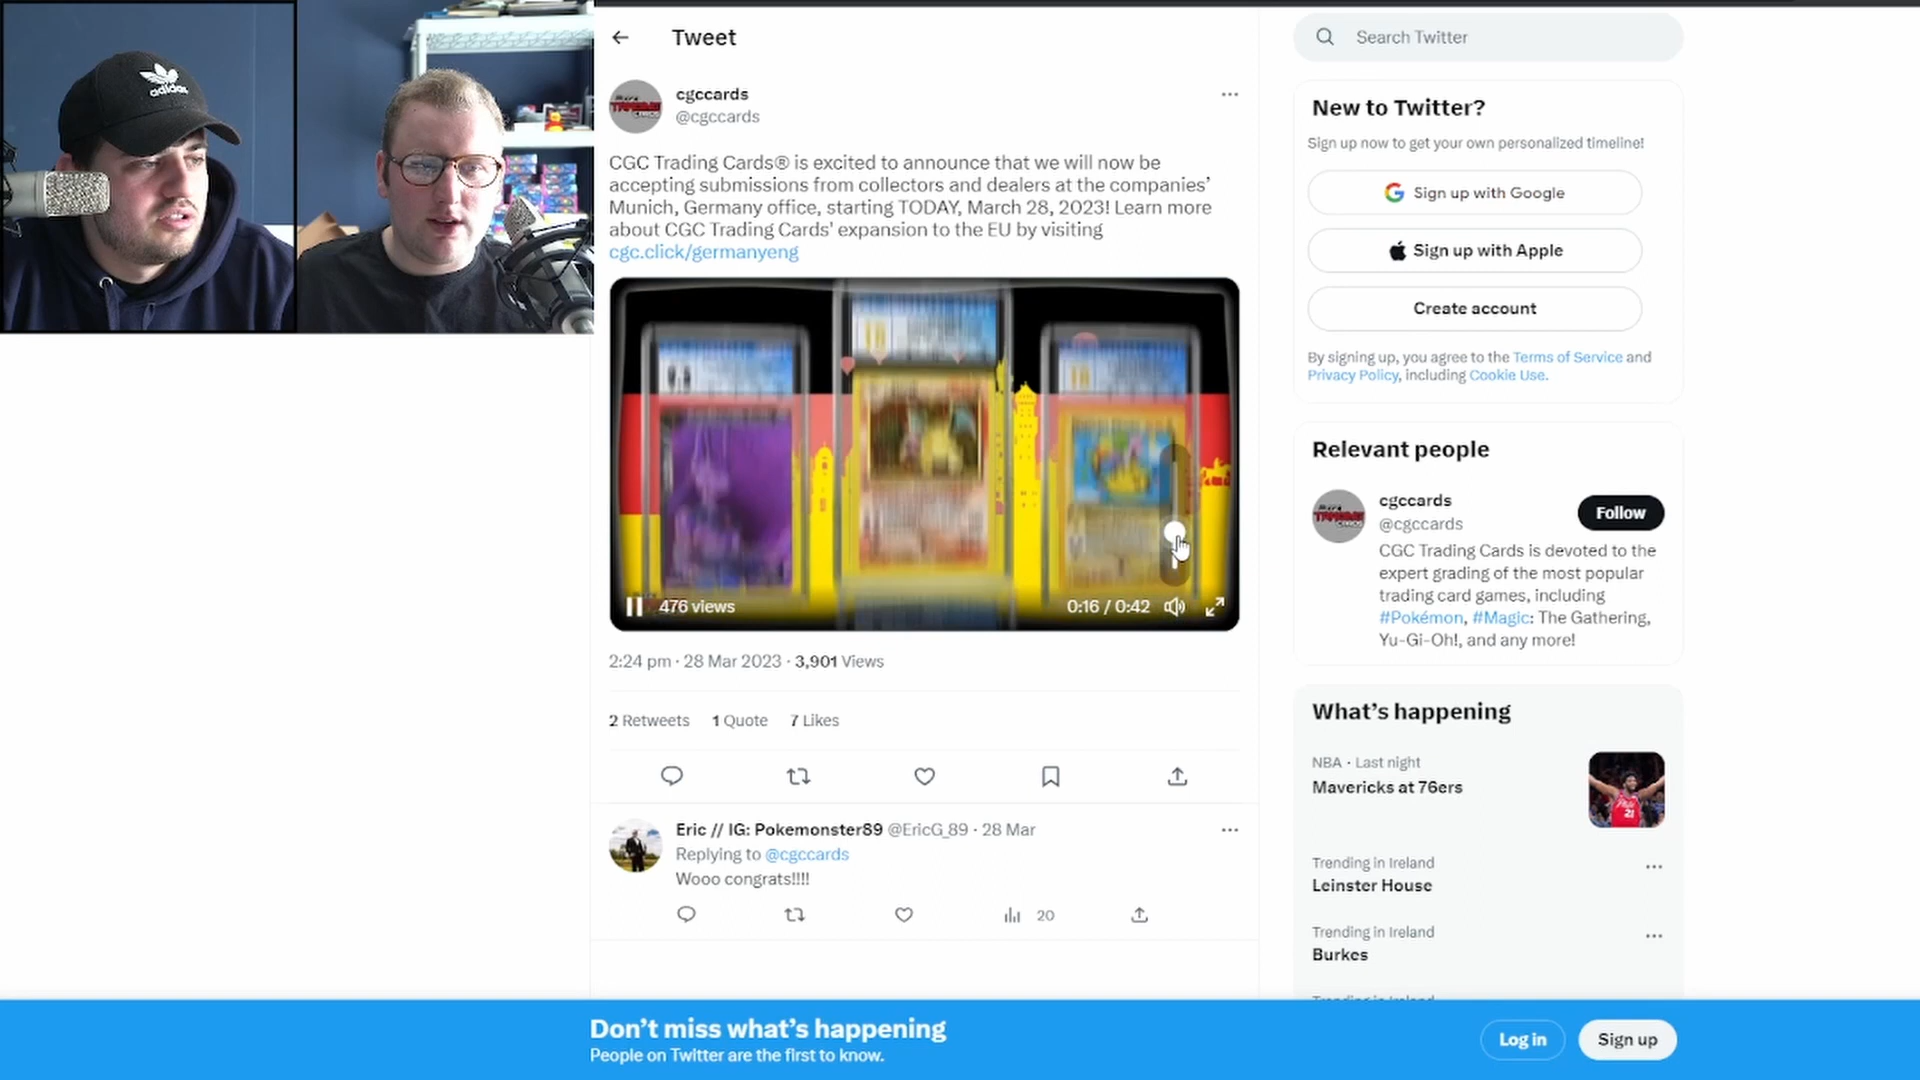 adidas
Tweet
Search Twitter
cgccards
@cgccards
CGC Trading Cards® is excited to announce that we will now be
accepting submissions from collectors and dealers at the companies’
Munich, Germany office, starting TODAY, March 28, 2023! Learn more
about CGC Trading Cards' expansion to the EU by visiting
cgc.click/germanyeng
476 views
0:16 / 0:42
2:24 pm · 28 Mar 2023 · 3,901 Views
2 Retweets 1 Quote 7 Likes
Eric // IG: Pokemonster89 @EricG_89 · 28 Mar
Replying to @cgccards
Wooo congrats!!!!
20
New to Twitter?
Sign up now to get your own personalized timeline!
Sign up with Google
Sign up with Apple
Create account
By signing up, you agree to the Terms of Service and
Privacy Policy, including Cookie Use.
Relevant people
cgccards
@cgccards
Follow
CGC Trading Cards is devoted to the
expert grading of the most popular
trading card games, including
#Pokémon, #Magic: The Gathering,
Yu-Gi-Oh!, and any more!
What’s happening
NBA · Last night
Mavericks at 76ers
Trending in Ireland
Leinster House
Trending in Ireland
Burkes
Don’t miss what’s happening
People on Twitter are the first to know.
Log in
Sign up